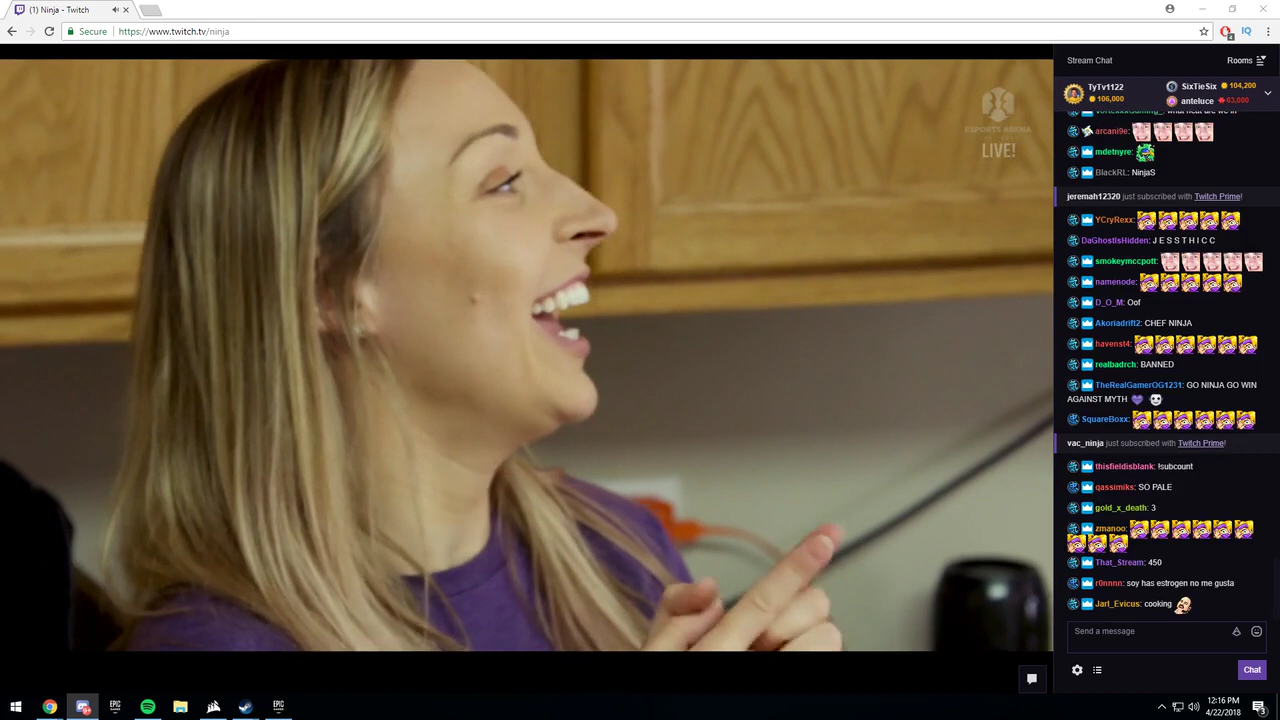 (1) Ninja - Twitch
Secure
https://www.twitch.tv/ninja
4
ESPORTS ARENA
LIVE!
Stream Chat
Rooms
TyTv1122
106,000
SixTieSix 104,200
anteluce 63,000
arcani9e:
mdetnyre:
BlackRL: NinjaS
jeremah12320 just subscribed with Twitch Prime!
YCryRexx:
DaGhostIsHidden: J E S S T H I C C
smokeymccpott:
namenode:
D_O_M: Oof
Akoriadrift2: CHEF NINJA
havenst4:
realbadrch: BANNED
TheRealGamerOG1231: GO NINJA GO WIN
AGAINST MYTH
SquareBoxx:
vac_ninja just subscribed with Twitch Prime!
thisfieldisblank: !subcount
qassimiks: SO PALE
gold_x_death: 3
zmanoo:
That_Stream: 450
r0nnnn: soy has estrogen no me gusta
Jarl_Evicus: cooking
Send a message
Chat
EPIC
EPIC
12:16 PM
4/22/2018
3